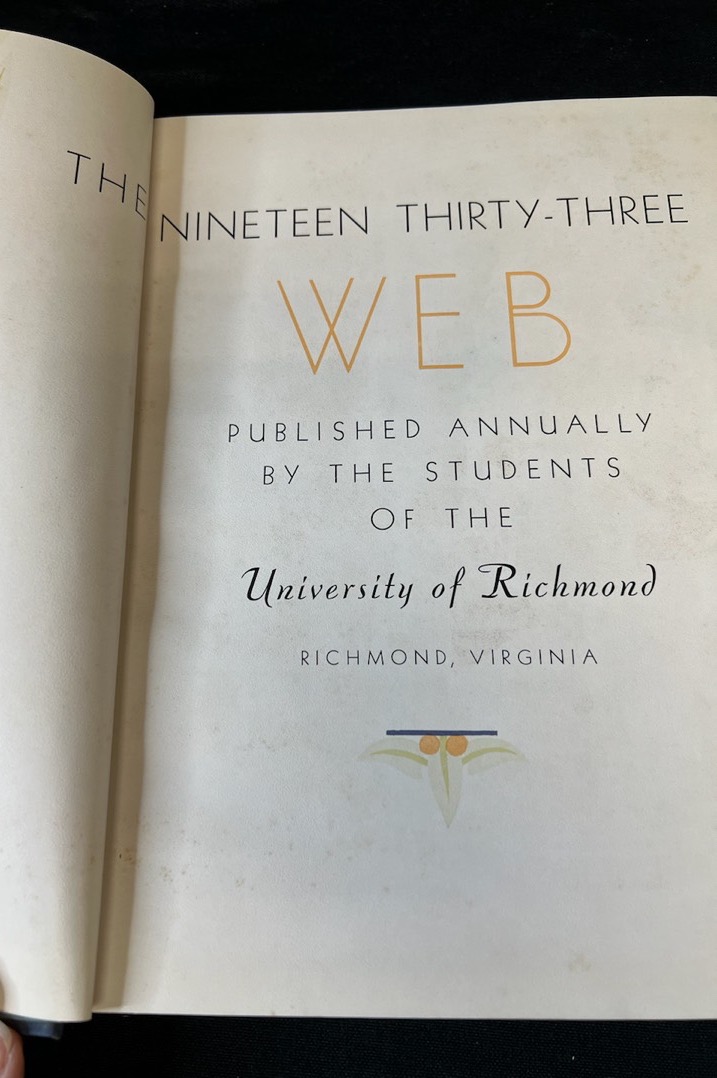 THE NINETEEN THIRTY-THREE
WEB
PUBLISHED ANNUALLY
BY THE STUDENTS
OF THE
University of Richmond
RICHMOND, VIRGINIA